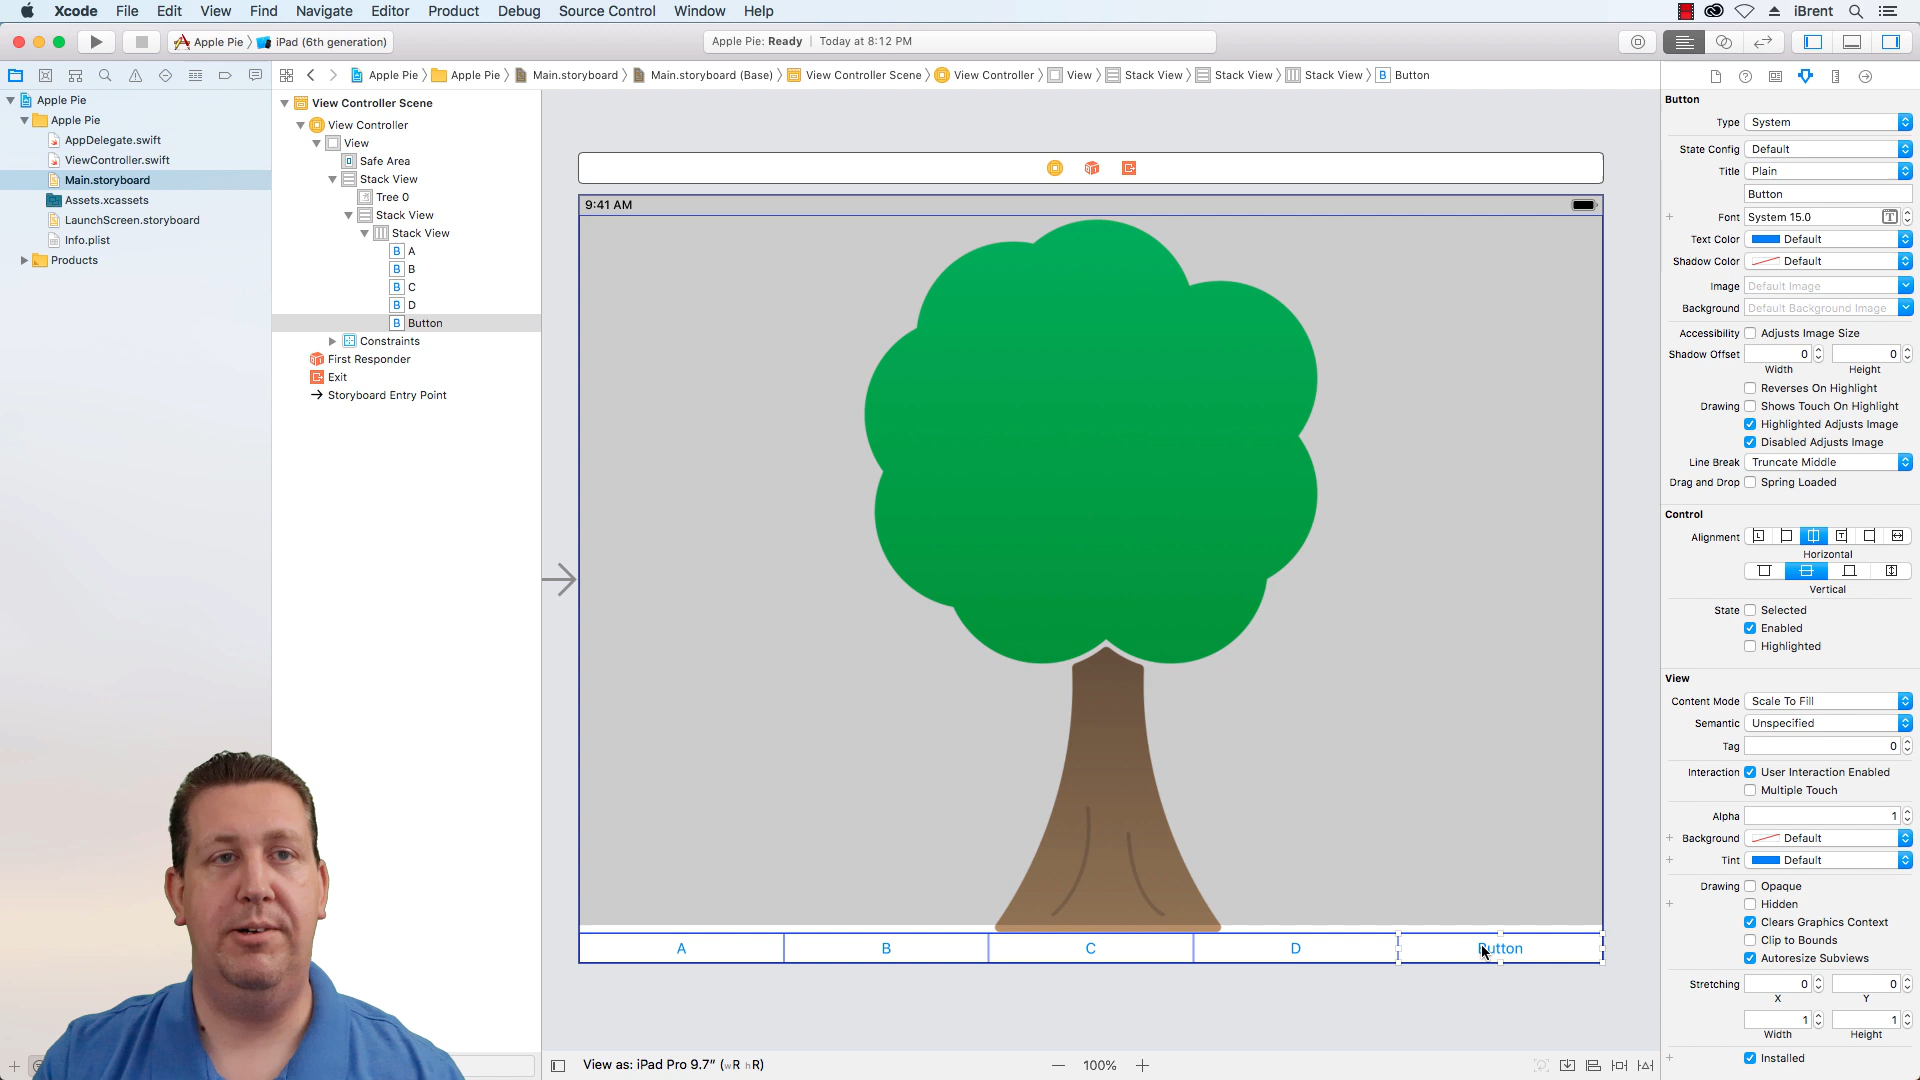 Xcode File Edit View Find Navigate Editor Product Debug Source Control Window Help iBrent
Apple Pie iPad (6th generation) Apple Pie: Ready | Today at 8:12 PM
Apple Pie Apple Pie Main.storyboard Main.storyboard (Base) View Controller Scene View Controller View Stack View Stack View Stack View B Button
Apple Pie
Apple Pie
AppDelegate.swift
ViewController.swift
Main.storyboard
Assets.xcassets
LaunchScreen.storyboard
Info.plist
Products
View Controller Scene
View Controller
View
Safe Area
Stack View
Tree 0
Stack View
Stack View
B A
B B
B C
B D
B Button
Constraints
First Responder
Exit
Storyboard Entry Point
9:41 AM
A B C D Button
View as: iPad Pro 9.7" (wR hR)
100%
Button
Type System
State Config Default
Title Plain
Button
Font System 15.0
Text Color Default
Shadow Color Default
Image Default Image
Background Default Background Image
Accessibility Adjusts Image Size
Shadow Offset 0 0
Width Height
Reverses On Highlight
Drawing Shows Touch On Highlight
Highlighted Adjusts Image
Disabled Adjusts Image
Line Break Truncate Middle
Drag and Drop Spring Loaded
Control
Alignment
Horizontal
Vertical
State Selected
Enabled
Highlighted
View
Content Mode Scale To Fill
Semantic Unspecified
Tag 0
Interaction User Interaction Enabled
Multiple Touch
Alpha 1
Background Default
Tint Default
Drawing Opaque
Hidden
Clears Graphics Context
Clip to Bounds
Autoresize Subviews
Stretching 0 0
X Y
1 1
Width Height
Installed